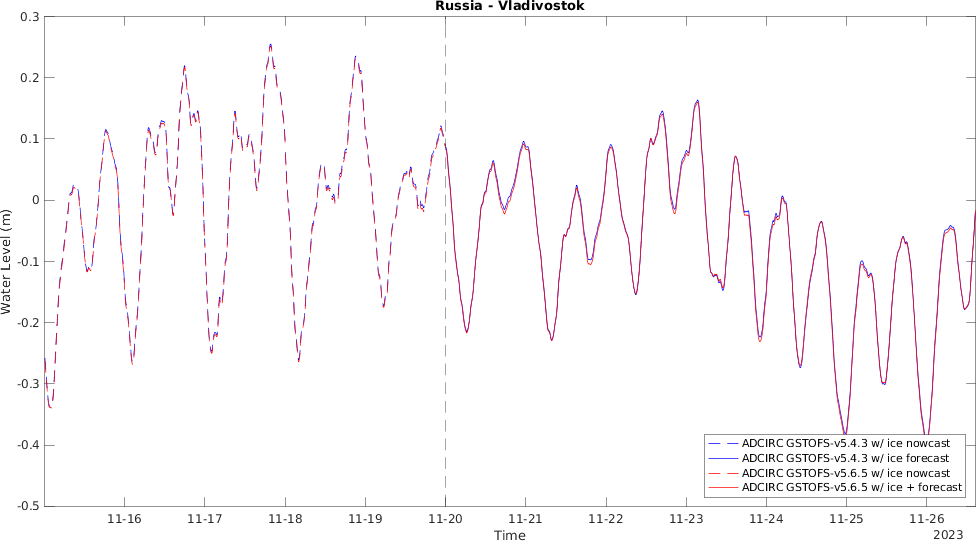 Russia - Vladivostok
0.3
0.2
0.1
0
-0.1
-0.2
-0.3
-0.4
-0.5
Water Level (m)
ADCIRC GSTOFS-v5.4.3 w/ ice nowcast
ADCIRC GSTOFS-v5.4.3 w/ ice forecast
ADCIRC GSTOFS-v5.6.5 w/ ice nowcast
ADCIRC GSTOFS-v5.6.5 w/ ice + forecast
11-16 11-17 11-18 11-19 11-20 11-21 11-22 11-23 11-24 11-25 11-26
Time
2023